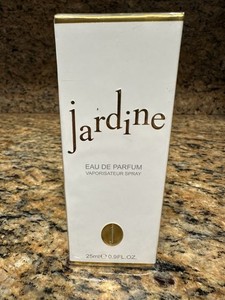 jardine
EAU DE PARFUM
VAPORISATEUR SPRAY
25ml ℮ 0.8FL.OZ.